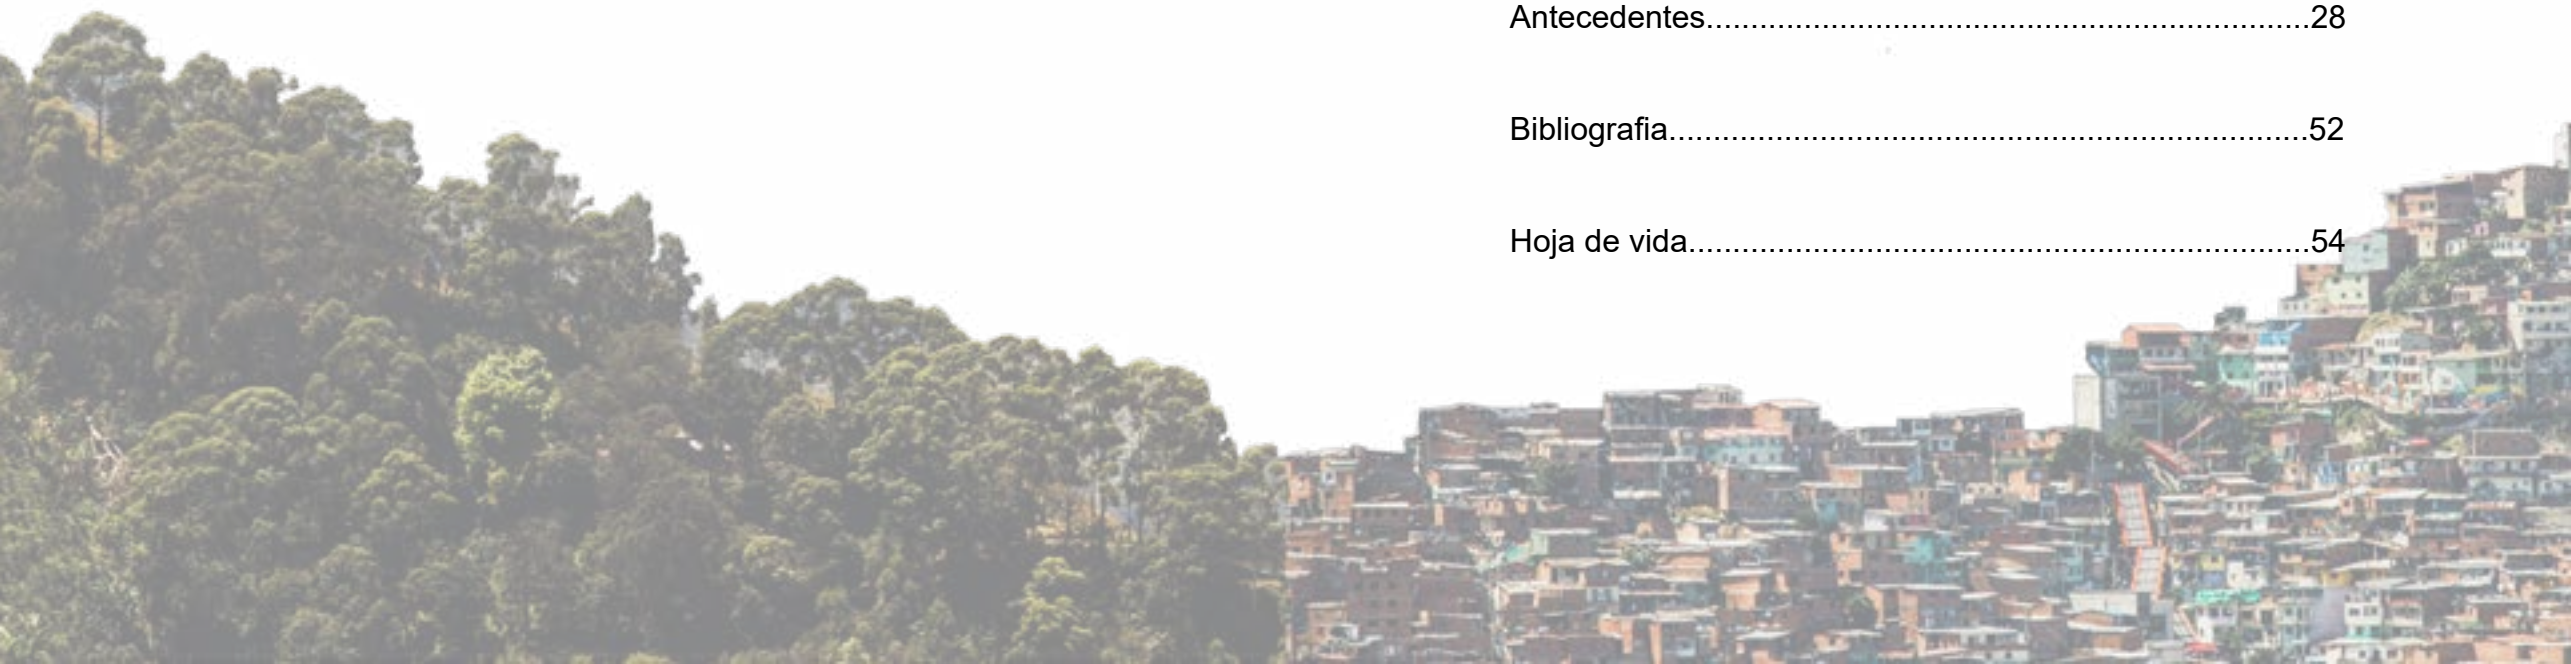 Antecedentes....................................................................28
Bibliografia........................................................................52
Hoja de vida......................................................................54